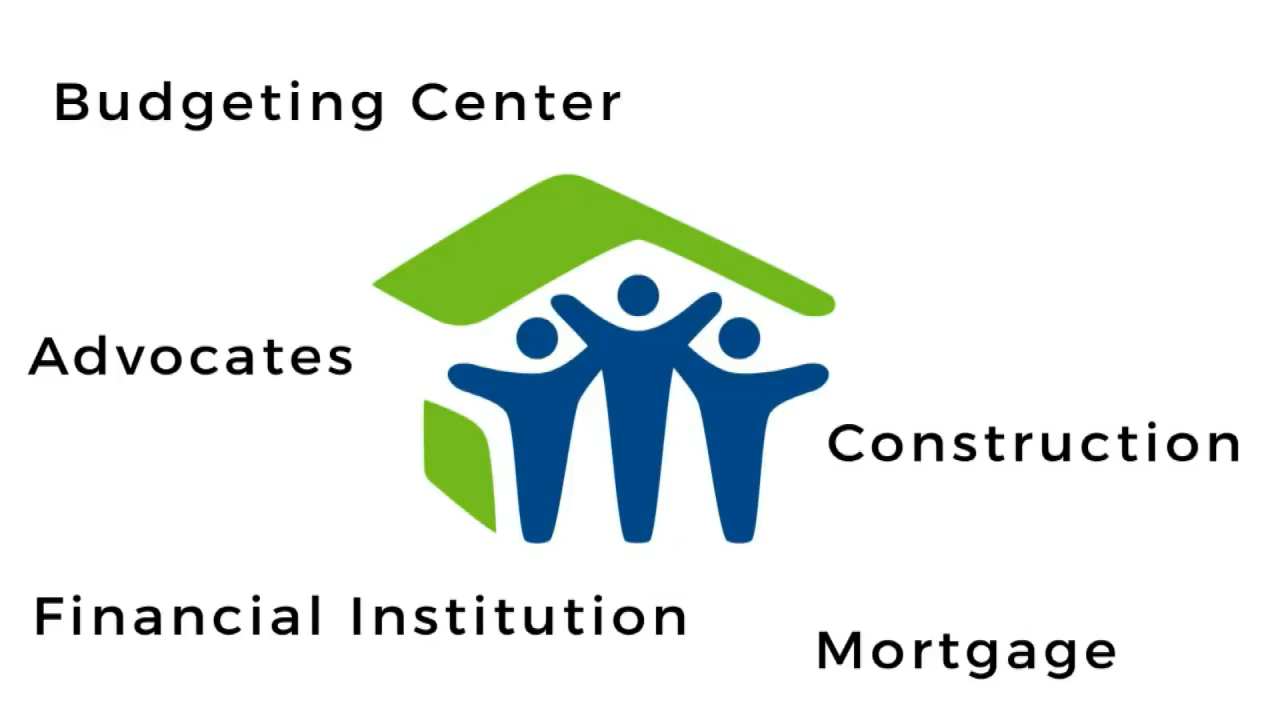 Budgeting Center
Advocates
Construction
Financial Institution
Mortgage